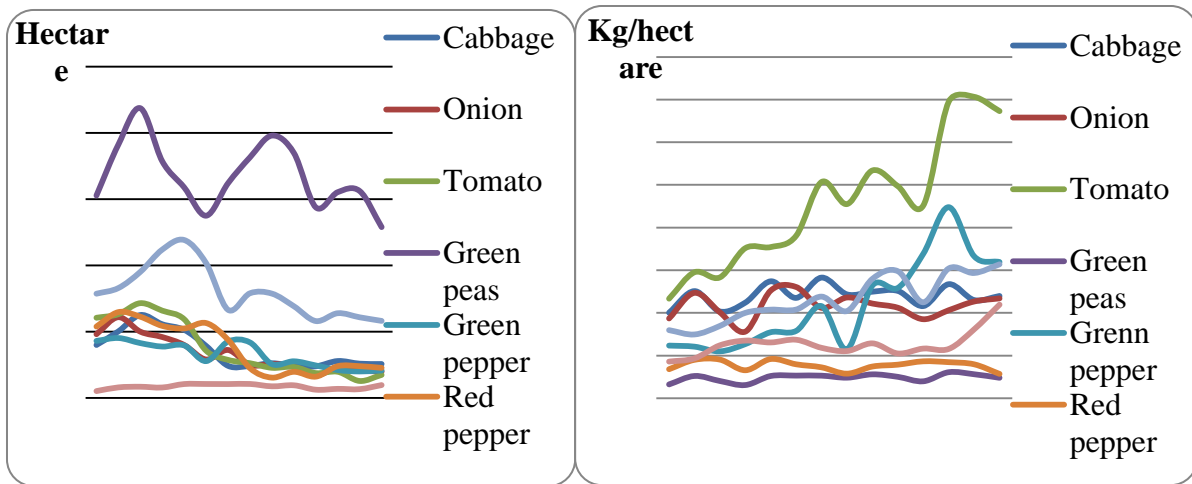 Hectar
e
Cabbage
Onion
Tomato
Green
peas
Green
pepper
Red
pepper
Kg/hect
are
Cabbage
Onion
Tomato
Green
peas
Grenn
pepper
Red
pepper